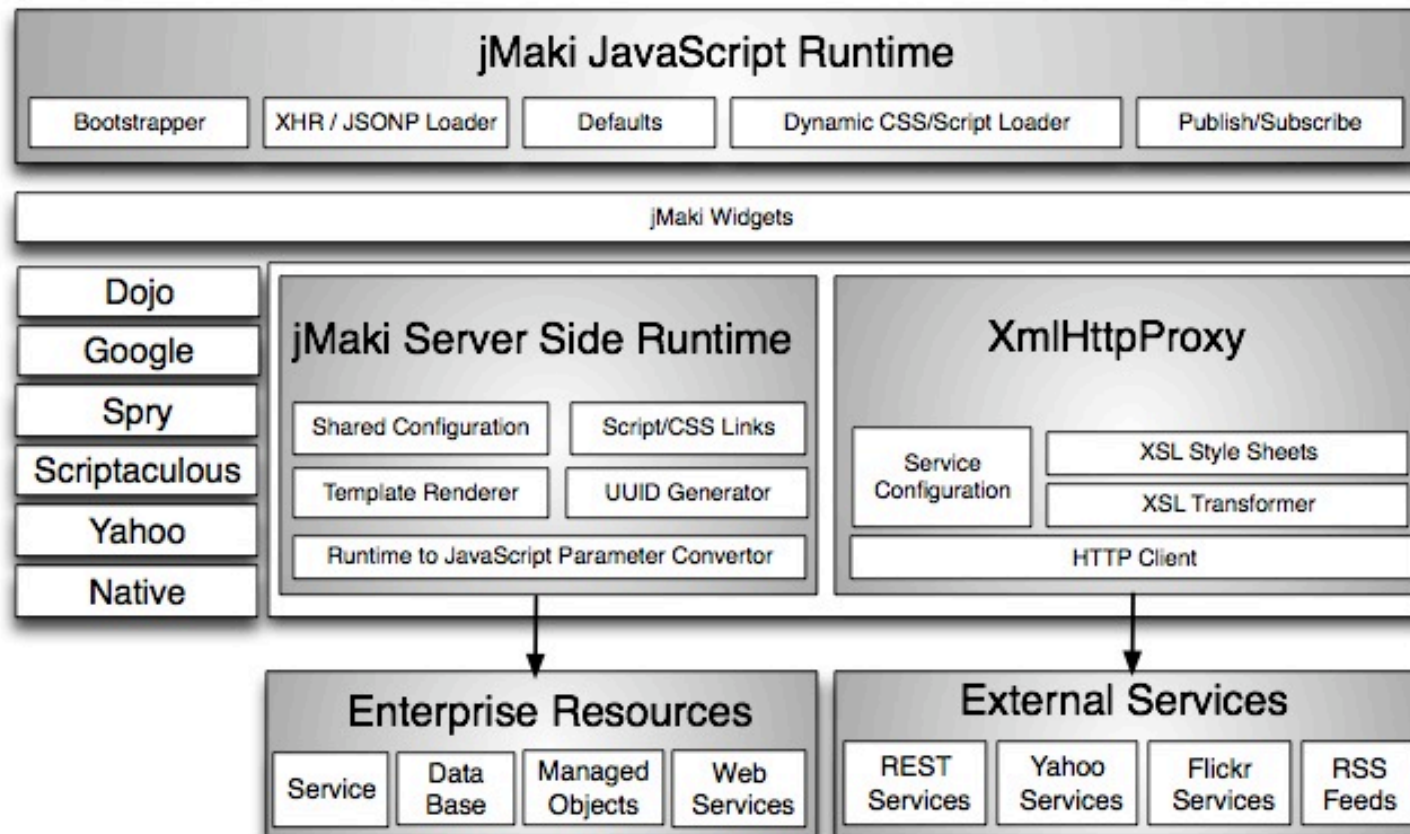 jMaki JavaScript Runtime
Bootstrapper
XHR / JSONP Loader
Defaults
Dynamic CSS/Script Loader
Publish/Subscribe
jMaki Widgets
Dojo
Google
Spry
Scriptaculous
Yahoo
Native
jMaki Server Side Runtime
Shared Configuration
Script/CSS Links
Template Renderer
UUID Generator
Runtime to JavaScript Parameter Convertor
XmlHttpProxy
Service
Configuration
XSL Style Sheets
XSL Transformer
HTTP Client
Enterprise Resources
Service
Data
Base
Managed
Objects
Web
Services
External Services
REST
Services
Yahoo
Services
Flickr
Services
RSS
Feeds